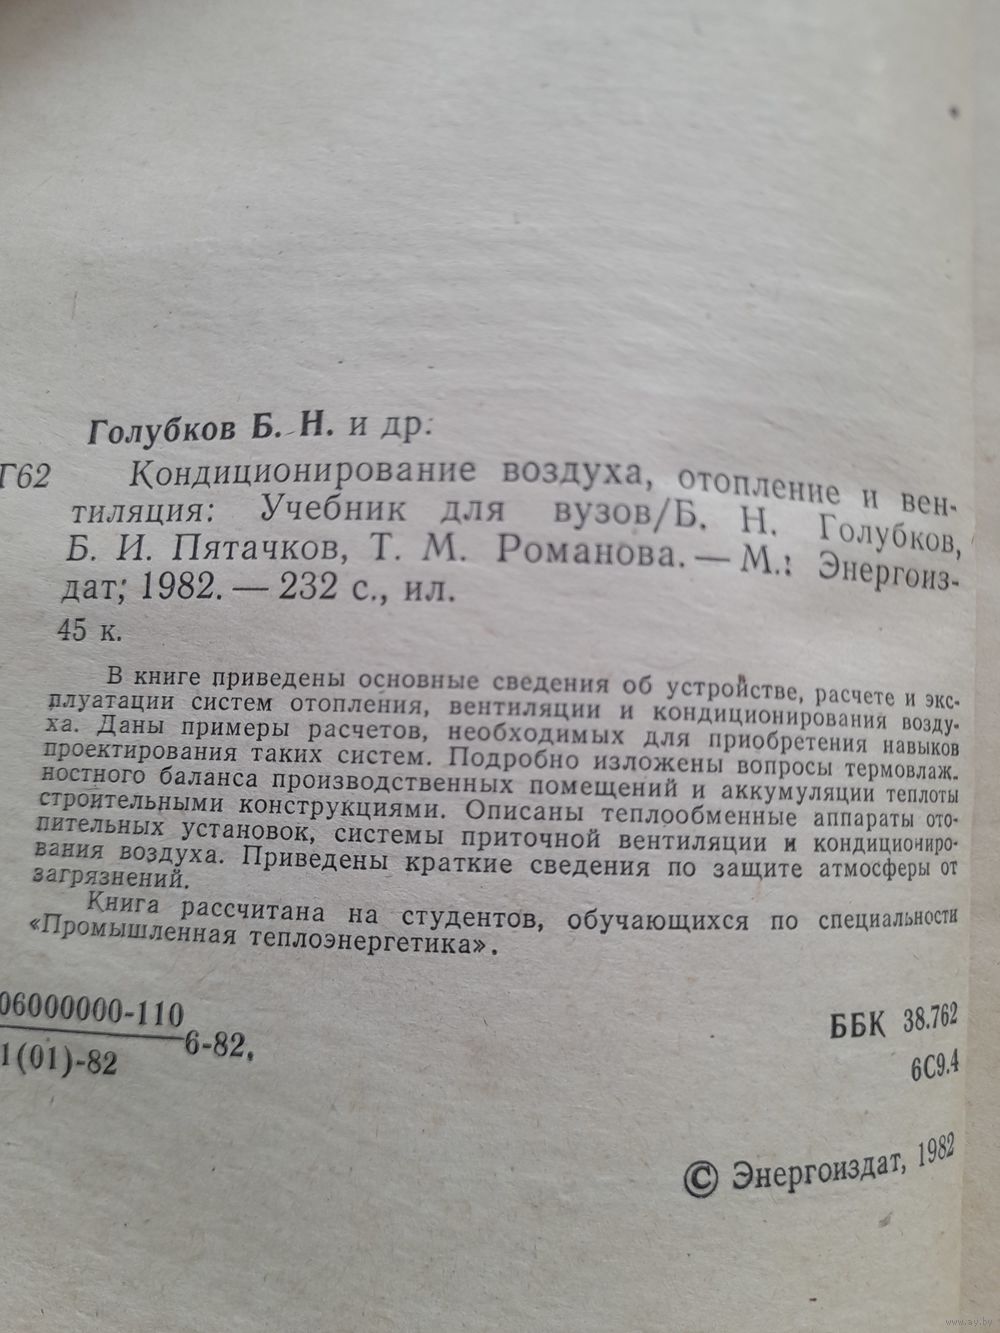 Голубков Б. Н. и др.
Г62 Кондиционирование воздуха, отопление и вен-
тиляция: Учебник для вузов/Б. Н. Голубков,
Б. И. Пятачков, Т. М. Романова. — М.: Энергоиз-
дат; 1982. — 232 с., ил.
45 к.
В книге приведены основные сведения об устройстве, расчете и экс-
плуатации систем отопления, вентиляции и кондиционирования возду-
ха. Даны примеры расчетов, необходимых для приобретения навыков
проектирования таких систем. Подробно изложены вопросы термовлаж-
ностного баланса производственных помещений и аккумуляции теплоты
строительными конструкциями. Описаны теплообменные аппараты ото-
пительных установок, системы приточной вентиляции и кондициониро-
вания воздуха. Приведены краткие сведения по защите атмосферы от
загрязнений.
Книга рассчитана на студентов, обучающихся по специальности
«Промышленная теплоэнергетика».
06000000-110
1(01)-82
6-82.
ББК 38.762
6С9.4
© Энергоиздат, 1982
www.ay.by